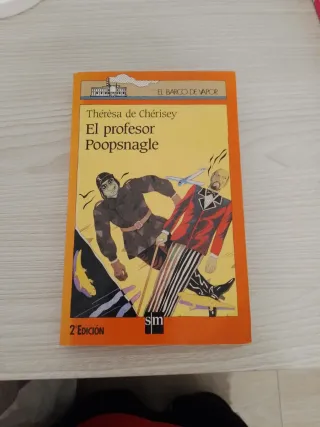 EL BARCO DE VAPOR
Thérèsa de Chérisey
El profesor
Poopsnagle
2ª EDICIÓN
sm